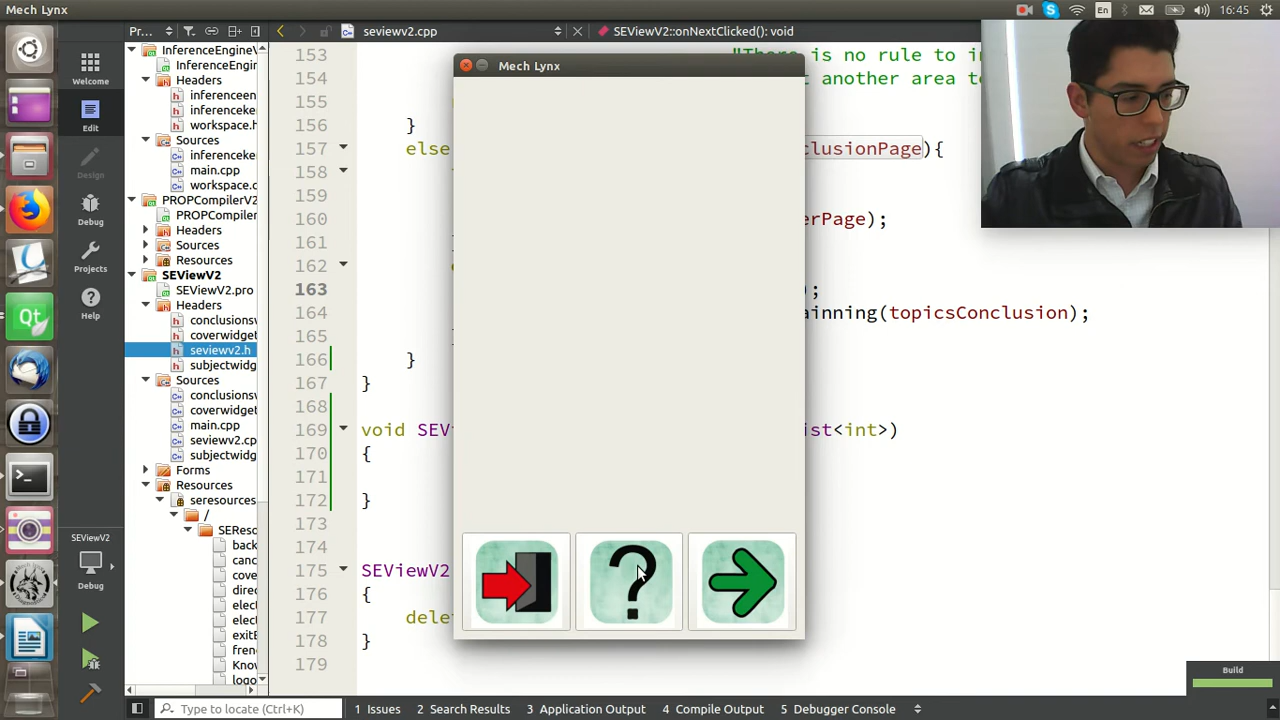 Mech Lynx
En
16:45
Pr...
seviewv2.cpp
SEViewV2::onNextClicked(): void
Welcome
Edit
Design
Debug
Projects
Help
SEViewV2
Debug
InferenceEngineV
InferenceEngin
Headers
inferenceen
inferenceke
workspace.h
Sources
inferenceke
main.cpp
workspace.c
PROPCompilerV2
PROPCompiler
Headers
Sources
Resources
SEViewV2
SEViewV2.pro
Headers
conclusionsw
coverwidget
seviewv2.h
subjectwidg
Sources
conclusionsw
coverwidget
main.cpp
seviewv2.cp
subjectwidg
Forms
Resources
seresources
/
SEResc
back
canc
cove
direc
elect
elect
exitB
frenc
Know
logo
153 "There is no rule to in
154 t another area to
155
156 }
157 else clusionPage){
158
159
160 erPage);
161
162
163 );
164 ainning(topicsConclusion);
165
166 }
167 }
168
169 void SEV ist<int>)
170 {
171
172 }
173
174
175 SEViewV2
176 {
177 dele
178 }
179
Mech Lynx
?
Build
Type to locate (Ctrl+K)
1 Issues
2 Search Results
3 Application Output
4 Compile Output
5 Debugger Console